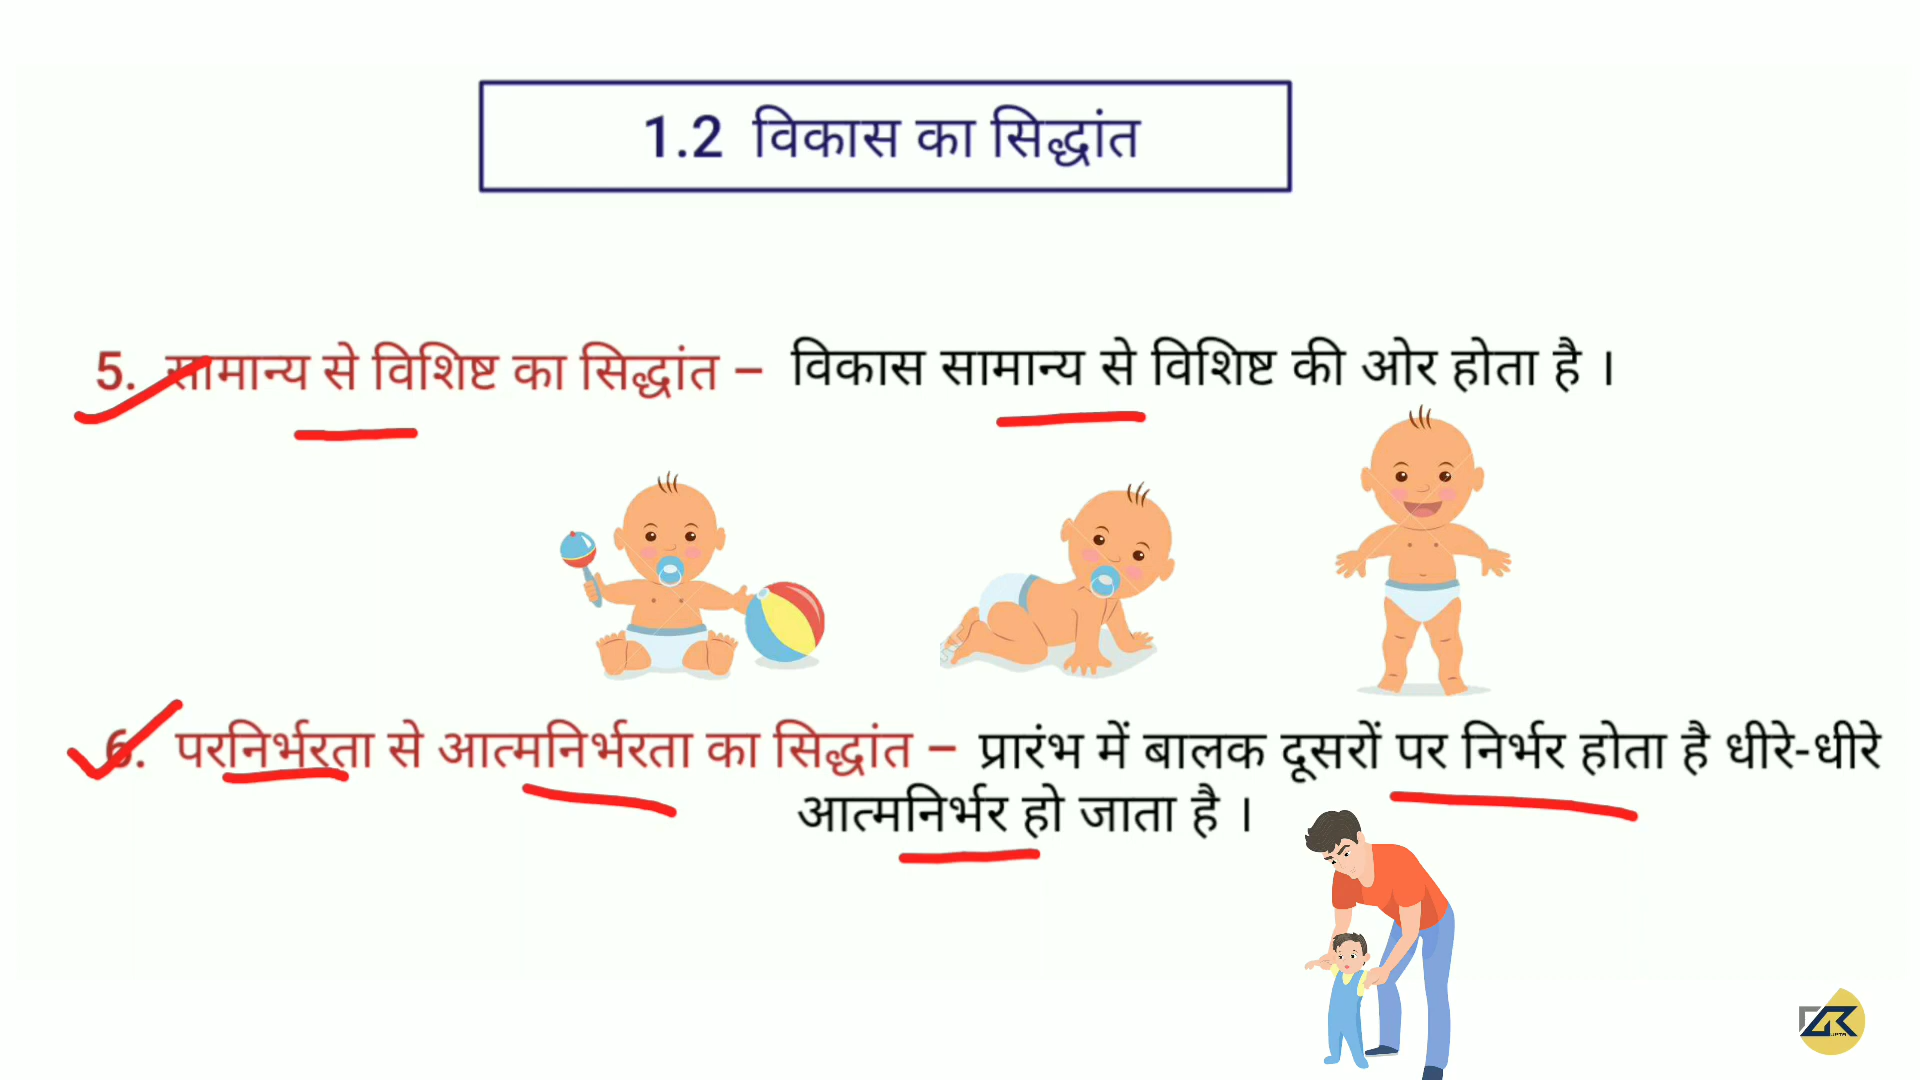 1.2 विकास का सिद्धांत
5. सामान्य से विशिष्ट का सिद्धांत – विकास सामान्य से विशिष्ट की ओर होता है ।
6. परनिर्भरता से आत्मनिर्भरता का सिद्धांत – प्रारंभ में बालक दूसरों पर निर्भर होता है धीरे-धीरे
आत्मनिर्भर हो जाता है ।